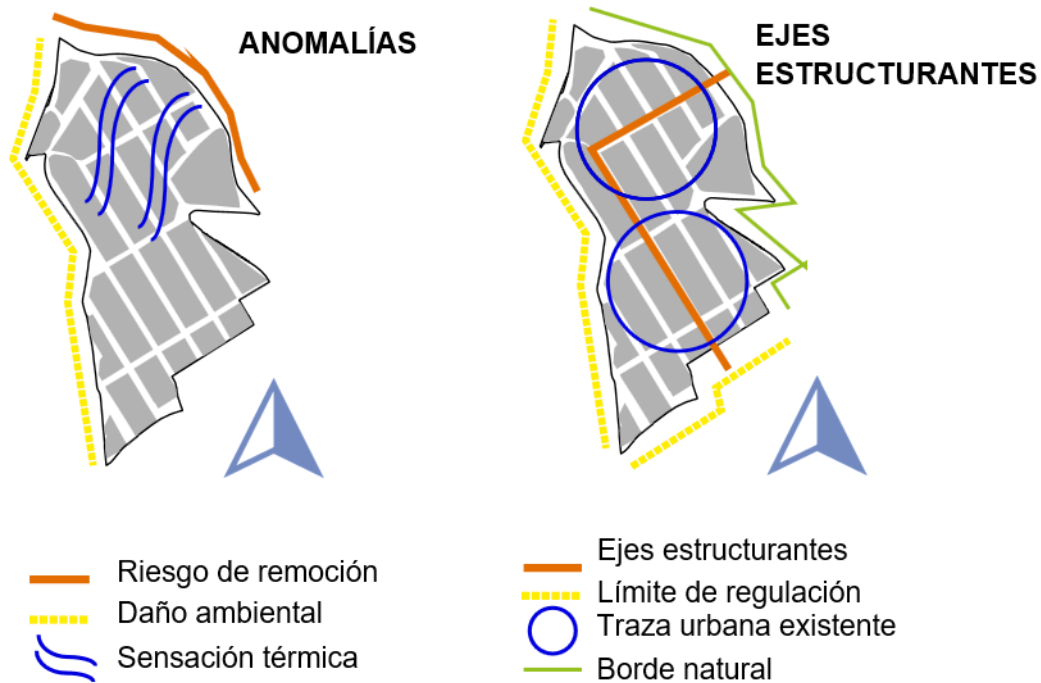 ANOMALÍAS
Riesgo de remoción
Daño ambiental
Sensación térmica
EJES
ESTRUCTURANTES
Ejes estructurantes
Límite de regulación
Traza urbana existente
Borde natural